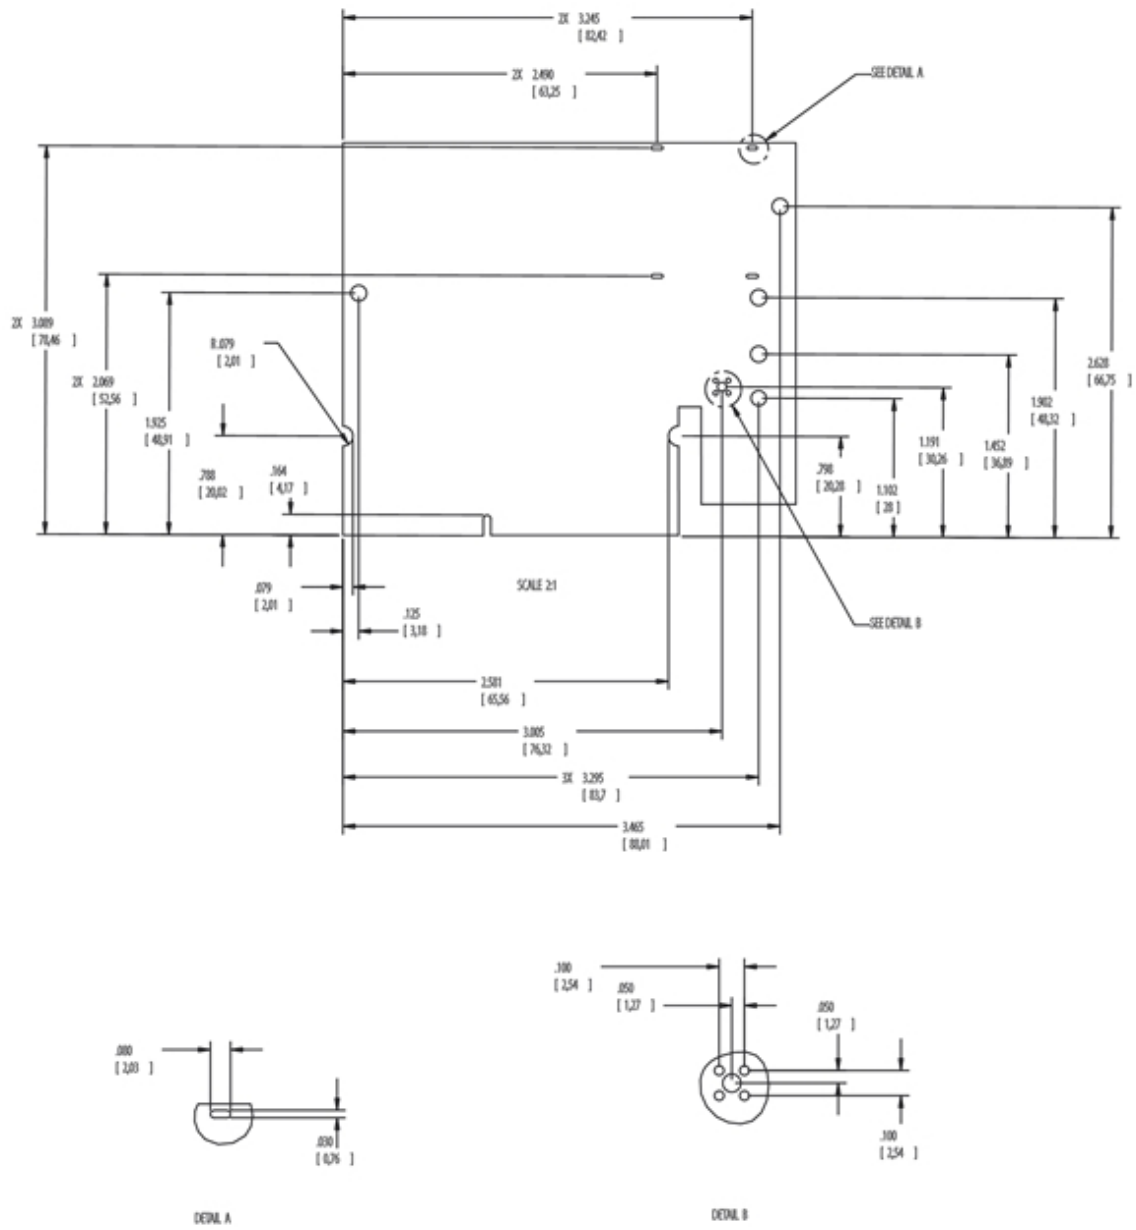 2X 3.245
[ 82,42 ]
2X 2.490
[ 63,25 ]
SEE DETAIL A
2X 3.089
[ 78,46 ]
2X 2.069
[ 52,56 ]
1.925
[ 48,91 ]
R.079
[ 2,01 ]
.788
[ 20,02 ]
.164
[ 4,17 ]
2.628
[ 66,75 ]
1.902
[ 48,32 ]
1.452
[ 36,89 ]
1.191
[ 30,26 ]
1.102
[ 28 ]
.798
[ 20,28 ]
SCALE 2:1
.079
[ 2,01 ]
.125
[ 3,18 ]
SEE DETAIL B
2.581
[ 65,56 ]
3.005
[ 76,32 ]
3X 3.295
[ 83,7 ]
3.465
[ 88,01 ]
.100
[ 2,54 ]
.050
[ 1,27 ]
.050
[ 1,27 ]
.080
[ 2,03 ]
.030
[ 0,76 ]
.100
[ 2,54 ]
DETAIL A
DETAIL B